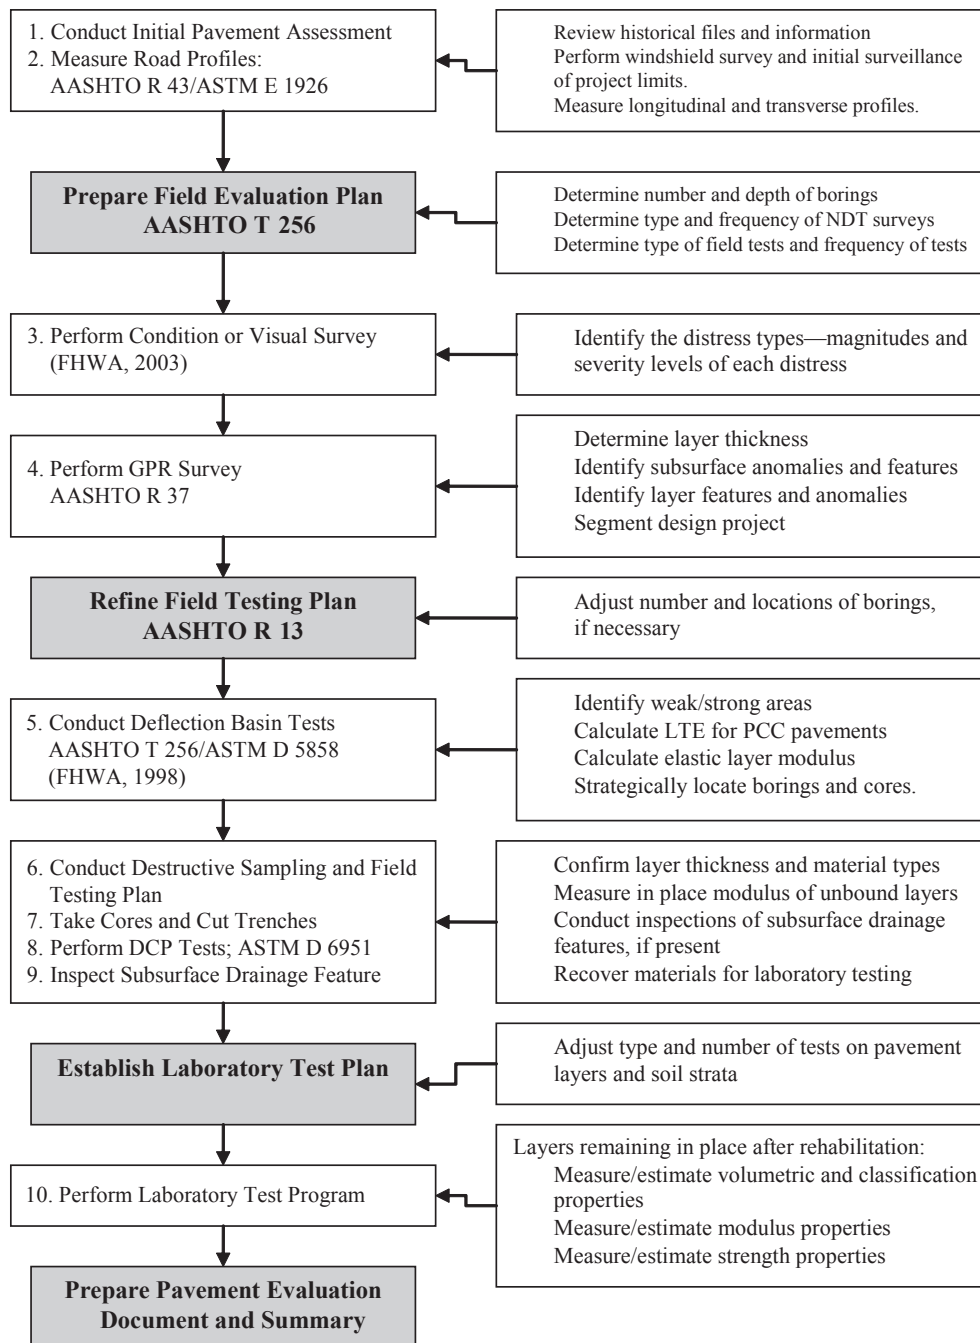 1. Conduct Initial Pavement Assessment
2. Measure Road Profiles:
AASHTO R 43/ASTM E 1926
Review historical files and information
Perform windshield survey and initial surveillance
of project limits.
Measure longitudinal and transverse profiles.
Prepare Field Evaluation Plan
AASHTO T 256
Determine number and depth of borings
Determine type and frequency of NDT surveys
Determine type of field tests and frequency of tests
3. Perform Condition or Visual Survey
(FHWA, 2003)
Identify the distress types—magnitudes and
severity levels of each distress
4. Perform GPR Survey
AASHTO R 37
Determine layer thickness
Identify subsurface anomalies and features
Identify layer features and anomalies
Segment design project
Refine Field Testing Plan
AASHTO R 13
Adjust number and locations of borings,
if necessary
5. Conduct Deflection Basin Tests
AASHTO T 256/ASTM D 5858
(FHWA, 1998)
Identify weak/strong areas
Calculate LTE for PCC pavements
Calculate elastic layer modulus
Strategically locate borings and cores.
6. Conduct Destructive Sampling and Field
Testing Plan
7. Take Cores and Cut Trenches
8. Perform DCP Tests; ASTM D 6951
9. Inspect Subsurface Drainage Feature
Confirm layer thickness and material types
Measure in place modulus of unbound layers
Conduct inspections of subsurface drainage
features, if present
Recover materials for laboratory testing
Establish Laboratory Test Plan
Adjust type and number of tests on pavement
layers and soil strata
10. Perform Laboratory Test Program
Layers remaining in place after rehabilitation:
Measure/estimate volumetric and classification
properties
Measure/estimate modulus properties
Measure/estimate strength properties
Prepare Pavement Evaluation
Document and Summary